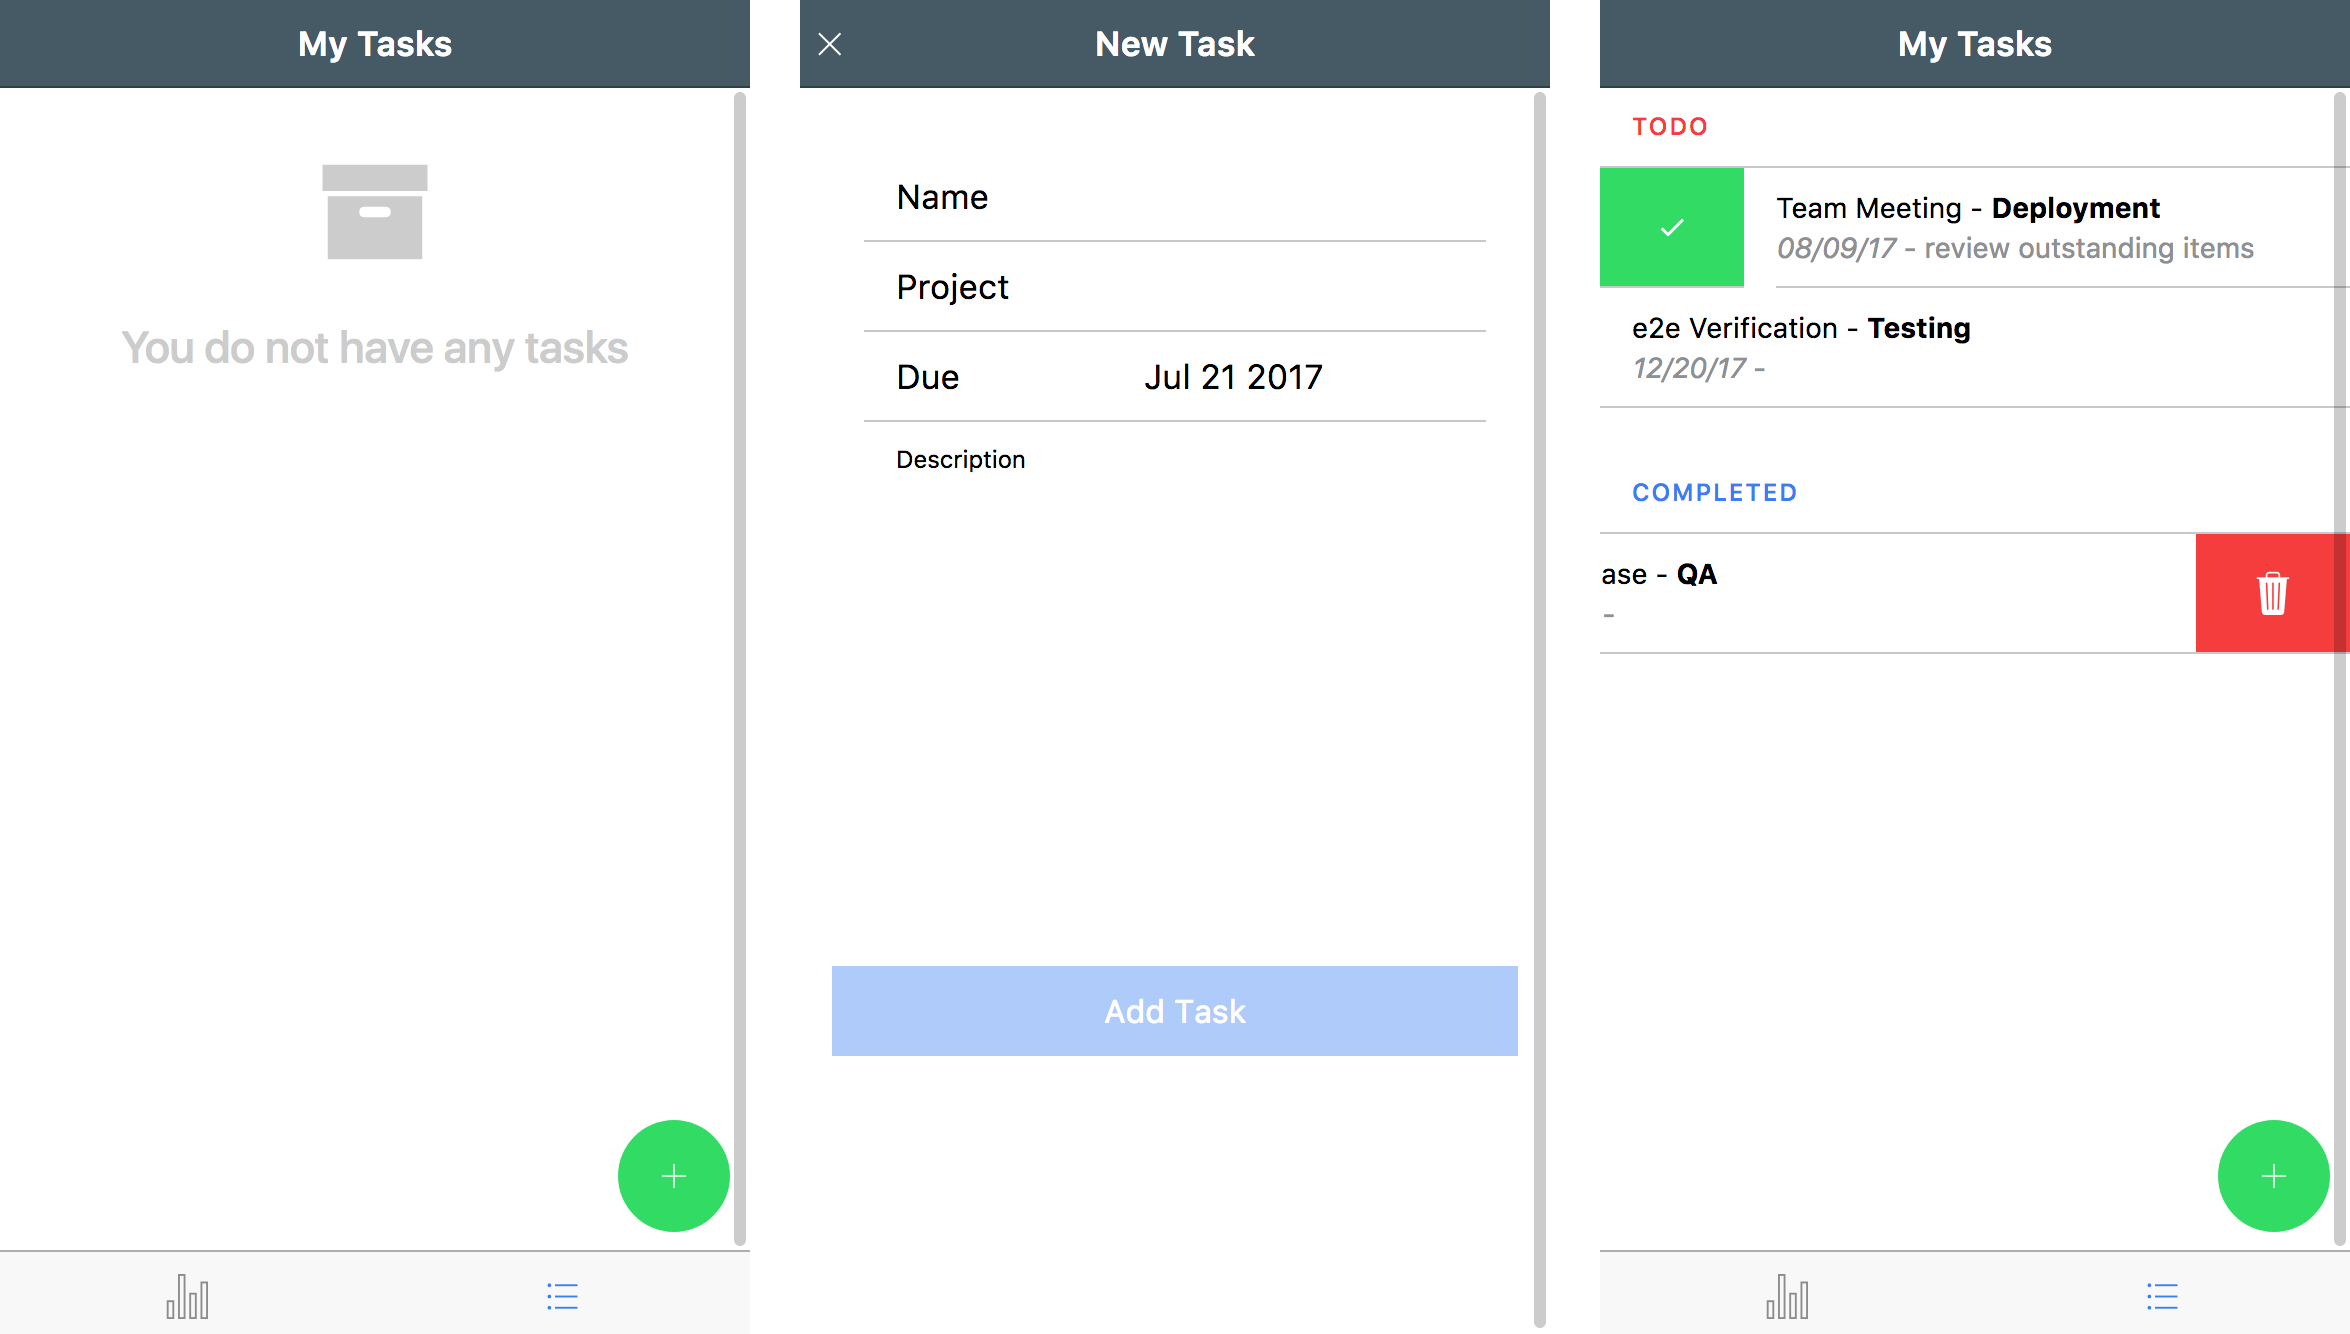 My Tasks
You do not have any tasks
New Task
Name
Project
Due Jul 21 2017
Description
Add Task
My Tasks
TODO
Team Meeting - Deployment
08/09/17 - review outstanding items
e2e Verification - Testing
12/20/17 -
COMPLETED
ase - QA
-